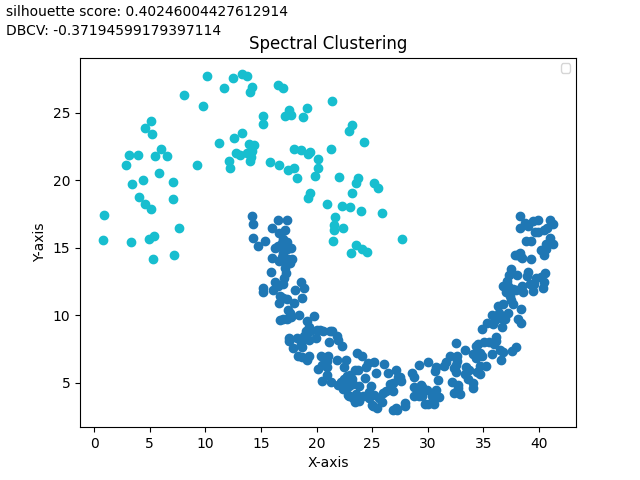 silhouette score: 0.40246004427612914
DBCV: -0.37194599179397114
Spectral Clustering
Y-axis
25
20
15
10
5
0 5 10 15 20 25 30 35 40
X-axis